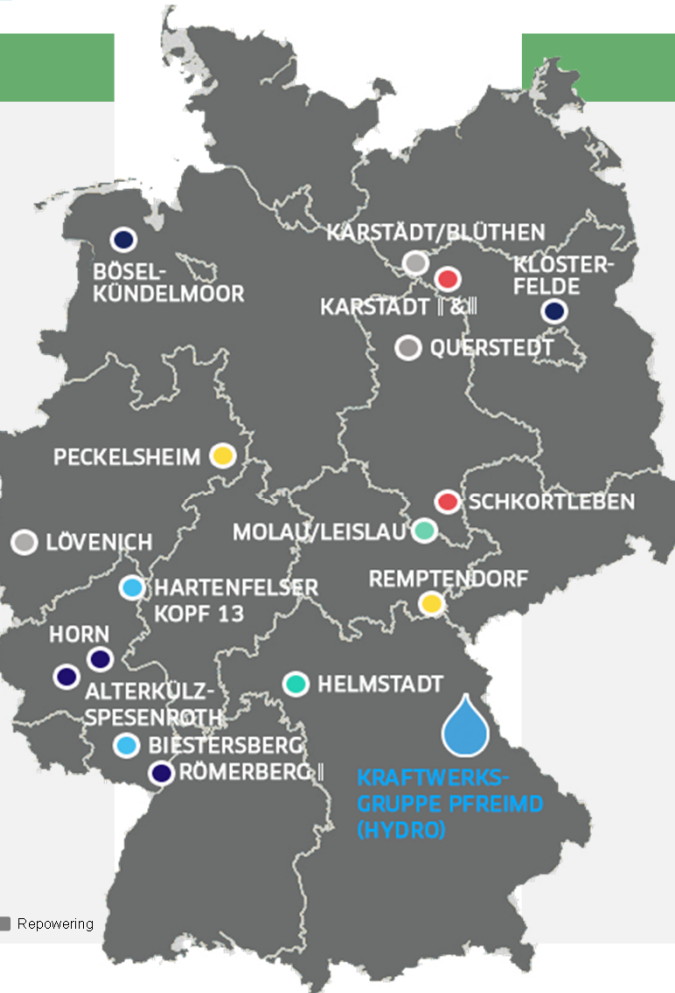 KARSTÄDT/BLÜTHEN
KLOSTER-
FELDE
BÖSEL-
KÜNDELMOOR
KARSTÄDT II & III
QUERSTEDT
PECKELSHEIM
SCHKORTLEBEN
MOLAU/LEISLAU
LÖVENICH
REMPTENDORF
HARTENFELSER
KOPF 13
HORN
HELMSTADT
ALTERKÜLZ-
SPESENROTH
BIESTERSBERG
RÖMERBERG II
KRAFTWERKS-
GRUPPE PFREIMD
(HYDRO)
Repowering